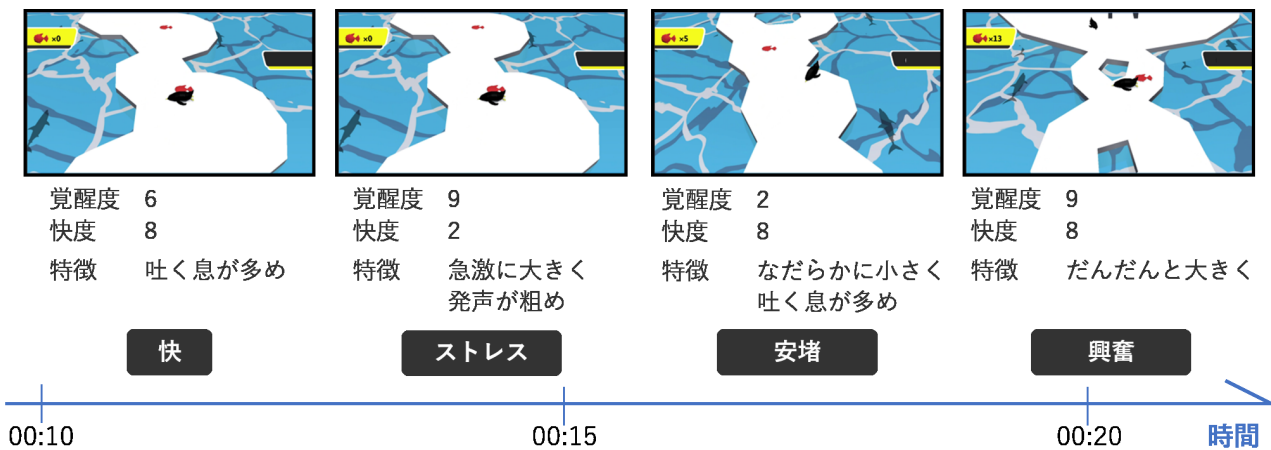 x0
x0
x5
x13
覚醒度 6
快度 8
特徴 吐く息が多め
快
覚醒度 9
快度 2
特徴 急激に大きく
発声が粗め
ストレス
覚醒度 2
快度 8
特徴 なだらかに小さく
吐く息が多め
安堵
覚醒度 9
快度 8
特徴 だんだんと大きく
興奮
00:10
00:15
00:20
時間